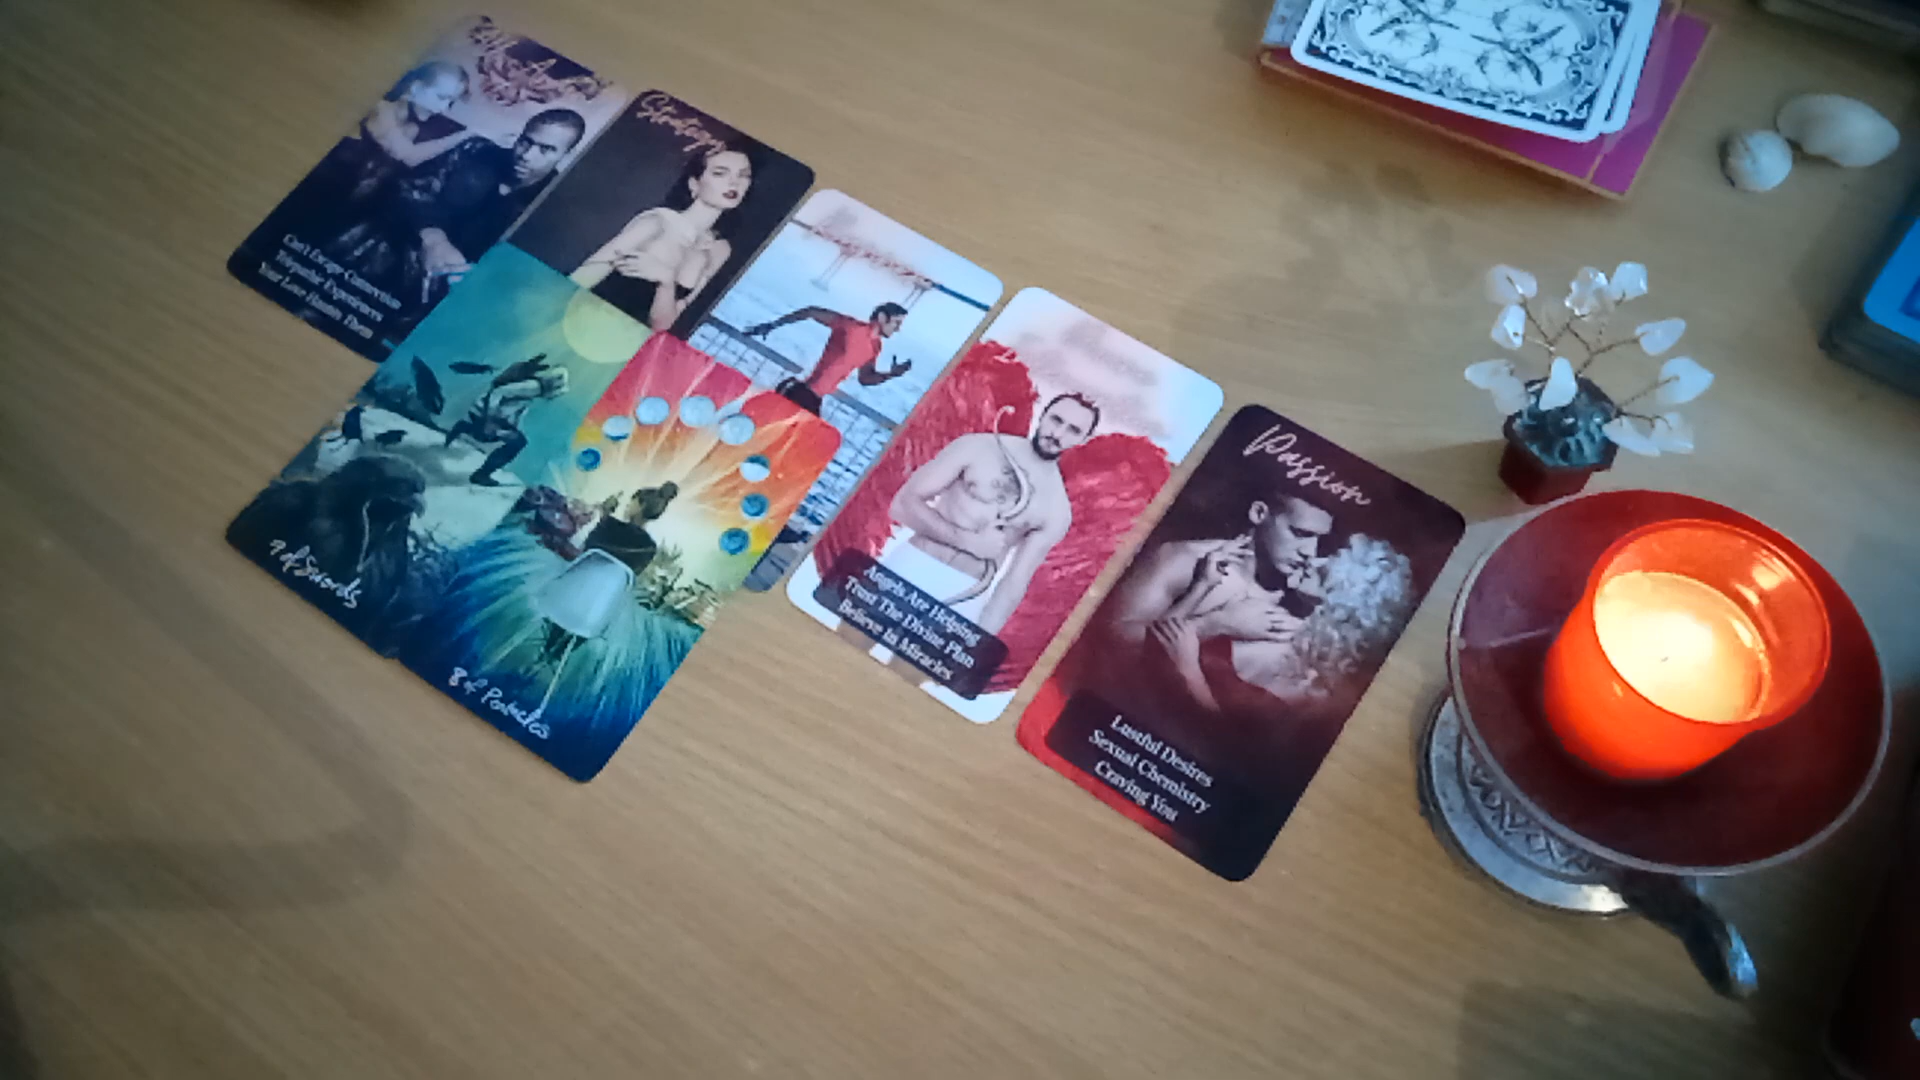 Can't Escape Connection
Telepathic Experiences
Your Love Haunts Them
Strategy
7 of Swords
8 of Pentacles
Angels Are Helping
Trust The Divine Plan
Believe In Miracles
Passion
Lustful Desires
Sexual Chemistry
Craving You